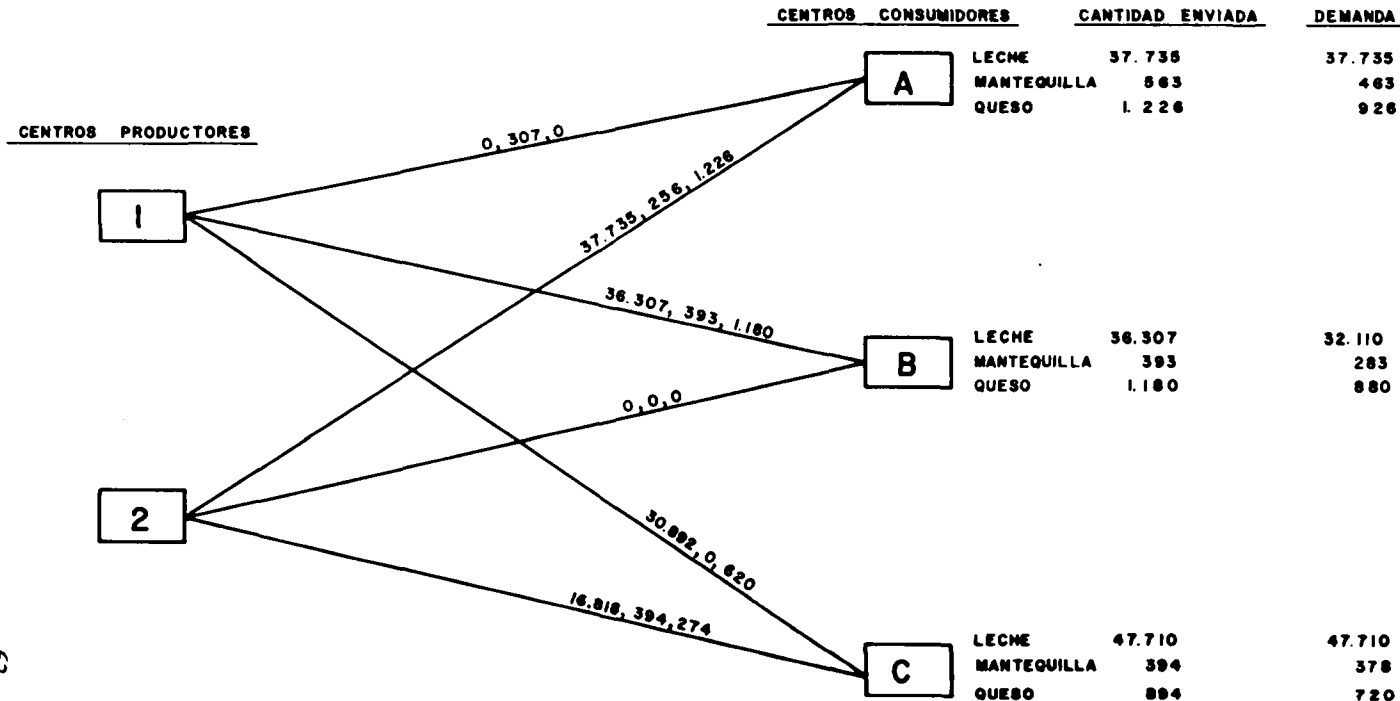 CENTROS CONSUMIDORES CANTIDAD ENVIADA DEMANDA
A
LECHE 37.735 37.735
MANTEQUILLA 563 463
QUESO 1.226 926
CENTROS PRODUCTORES
0, 307, 0
1
37.735, 256, 1.226
36.307, 393, 1.180
B
LECHE 36.307 32.110
MANTEQUILLA 393 283
QUESO 1.180 880
0, 0, 0
2
30.892, 0, 620
16.818, 394, 274
C
LECHE 47.710 47.710
MANTEQUILLA 394 378
QUESO 894 720